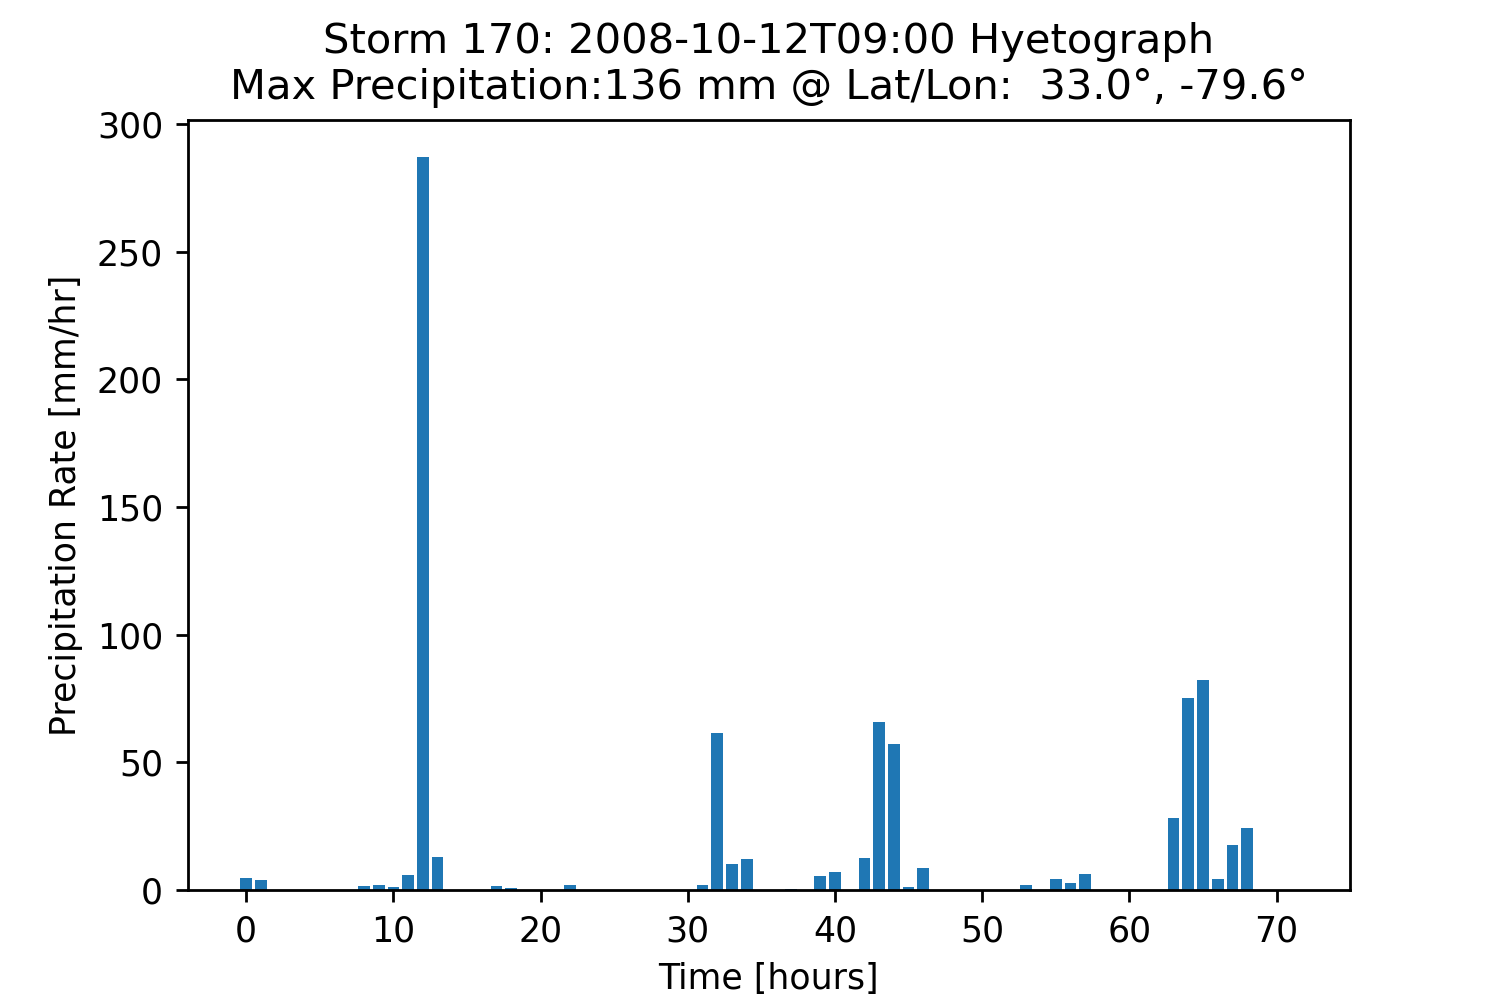 Storm 170: 2008-10-12T09:00 Hyetograph
Max Precipitation:136 mm @ Lat/Lon:  33.0°, -79.6°
300
250
200
150
100
50
0
Precipitation Rate [mm/hr]
0 10 20 30 40 50 60 70
Time [hours]